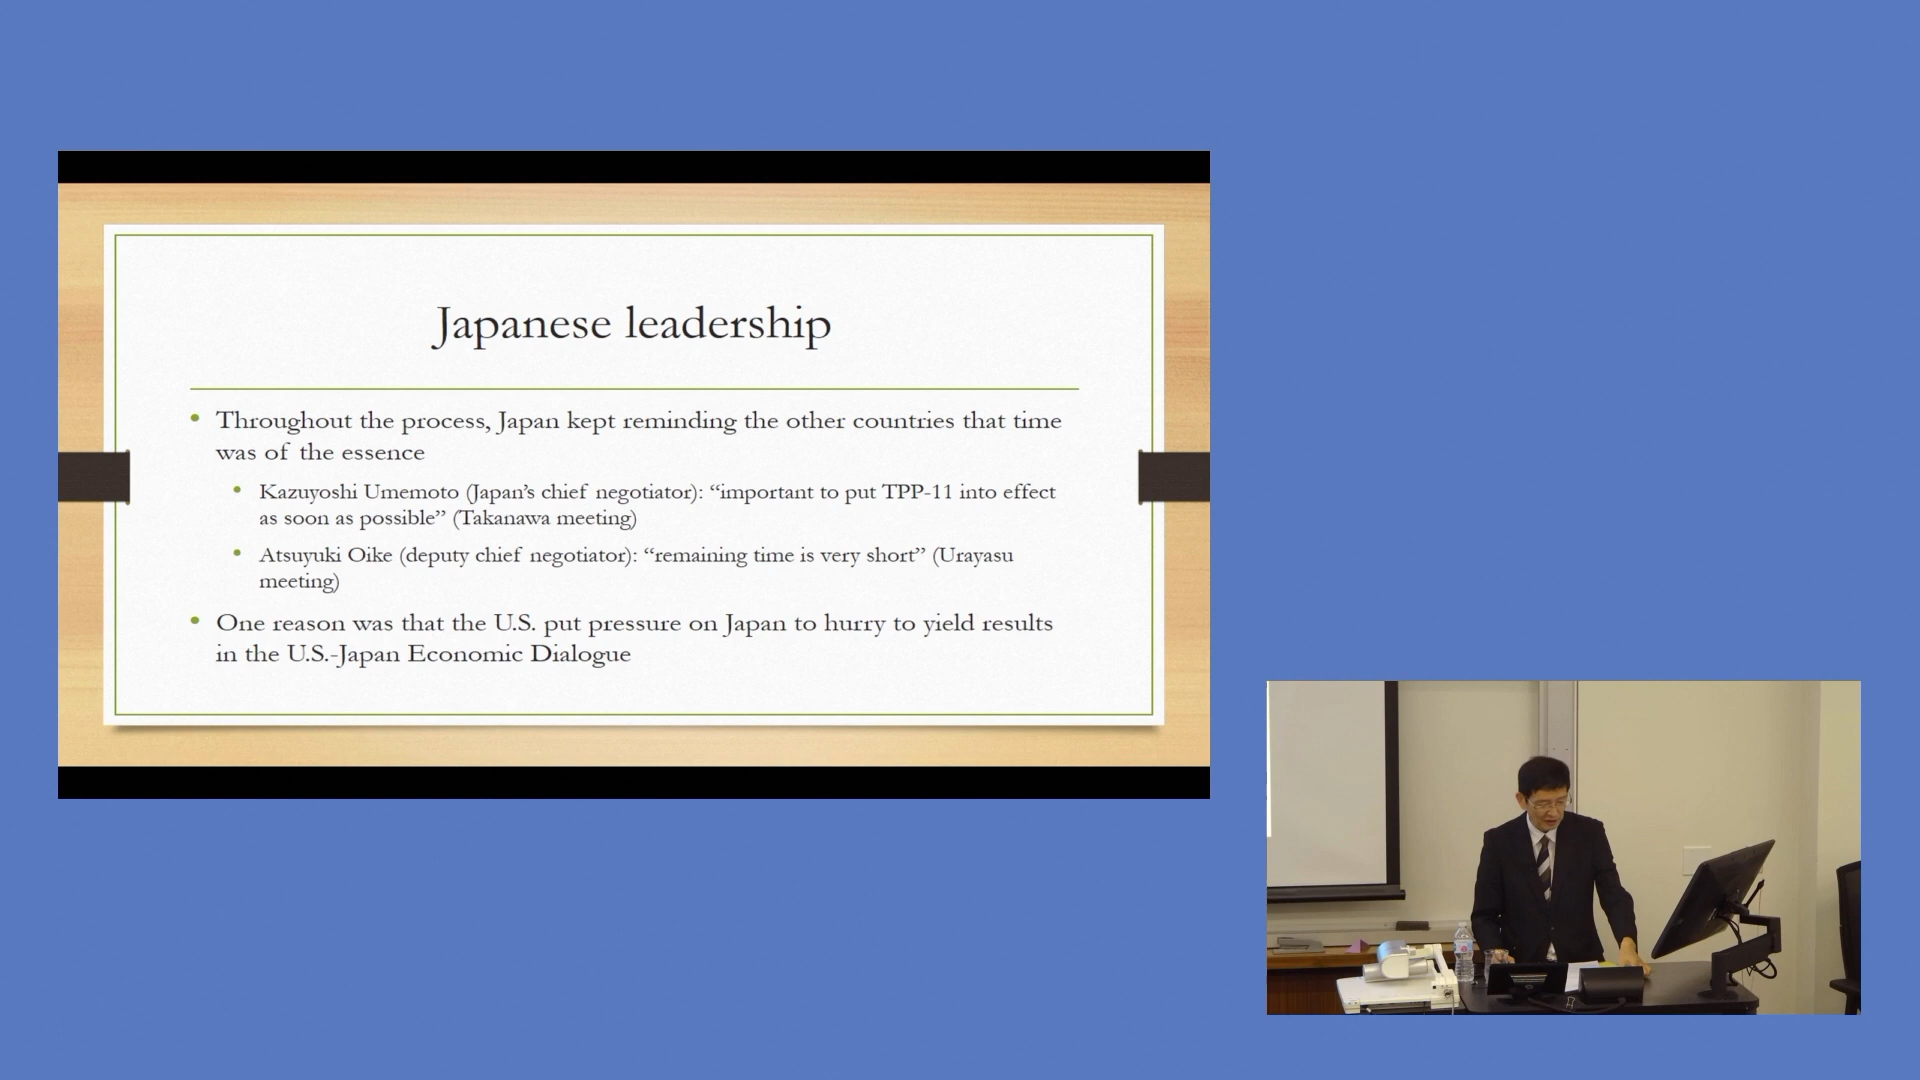 Japanese leadership
• Throughout the process, Japan kept reminding the other countries that time
was of the essence
• Kazuyoshi Umemoto (Japan’s chief negotiator): “important to put TPP-11 into effect
as soon as possible” (Takanawa meeting)
• Atsuyuki Oike (deputy chief negotiator): “remaining time is very short” (Urayasu
meeting)
• One reason was that the U.S. put pressure on Japan to hurry to yield results
in the U.S.-Japan Economic Dialogue